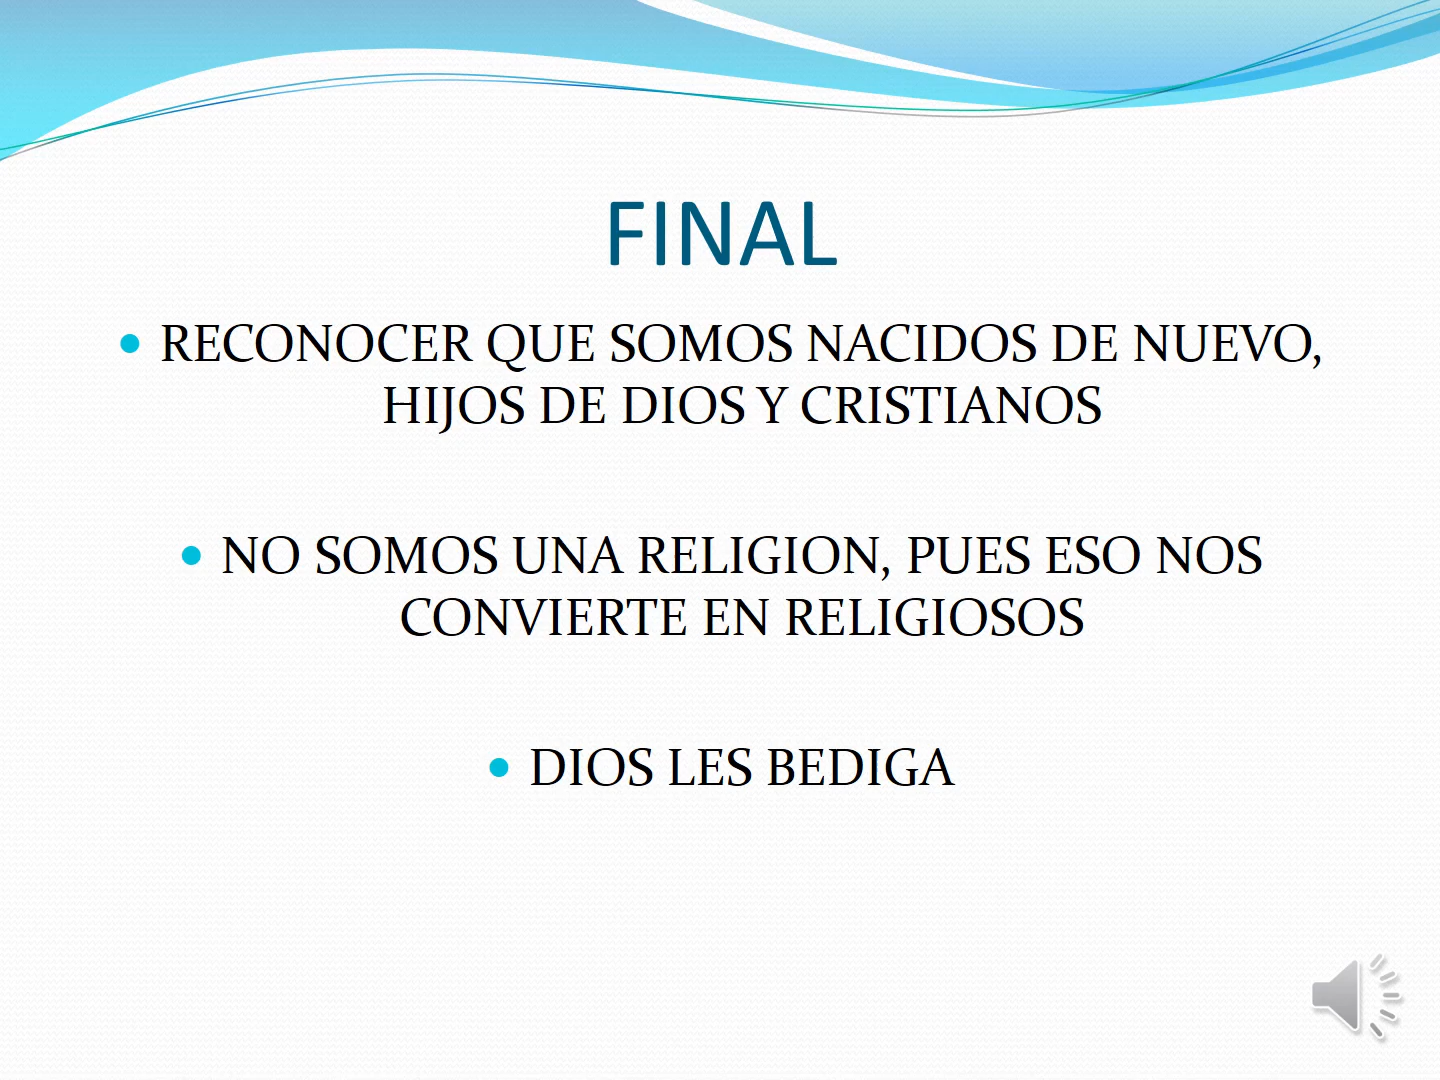 FINAL
RECONOCER QUE SOMOS NACIDOS DE NUEVO,
HIJOS DE DIOS Y CRISTIANOS
NO SOMOS UNA RELIGION, PUES ESO NOS
CONVIERTE EN RELIGIOSOS
DIOS LES BEDIGA